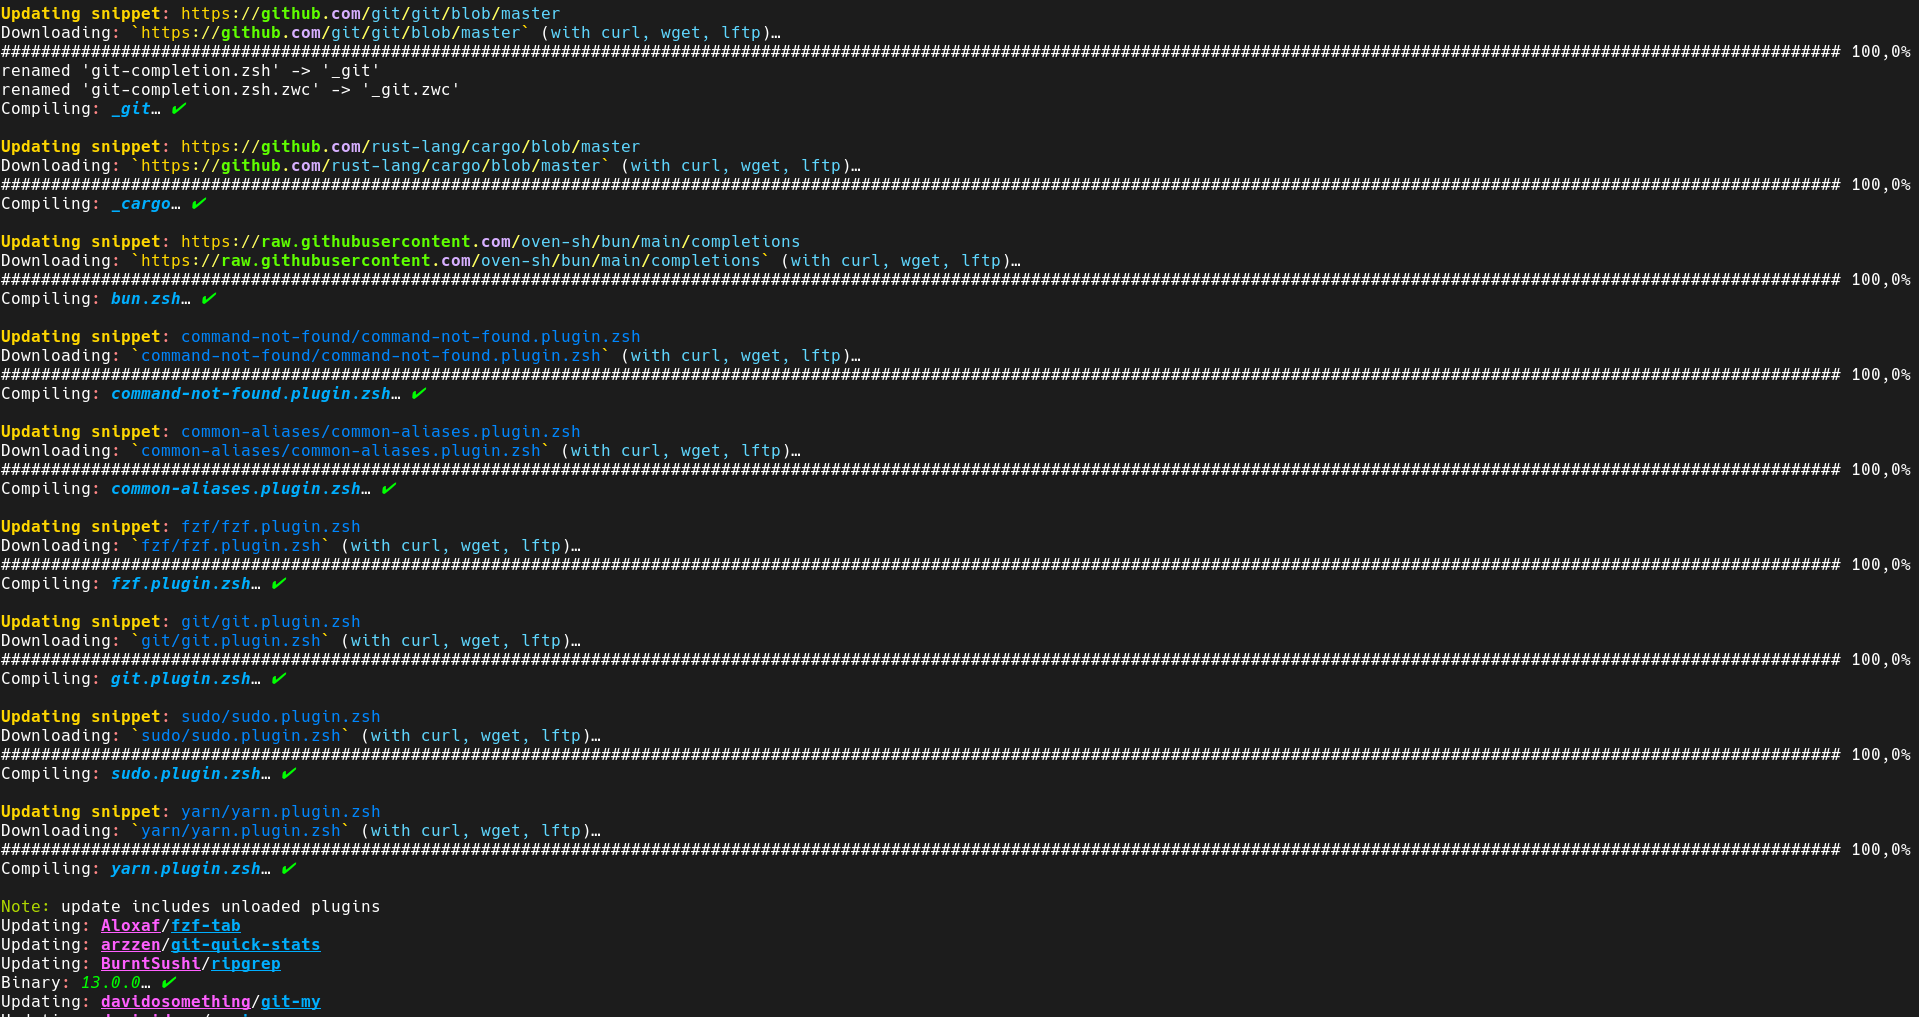 Updating snippet: https://github.com/git/git/blob/master
Downloading: `https://github.com/git/git/blob/master` (with curl, wget, lftp)…
######################################################################################################################################################################################## 100,0%
renamed 'git-completion.zsh' -> '_git'
renamed 'git-completion.zsh.zwc' -> '_git.zwc'
Compiling: _git… ✔
Updating snippet: https://github.com/rust-lang/cargo/blob/master
Downloading: `https://github.com/rust-lang/cargo/blob/master` (with curl, wget, lftp)…
######################################################################################################################################################################################## 100,0%
Compiling: _cargo… ✔
Updating snippet: https://raw.githubusercontent.com/oven-sh/bun/main/completions
Downloading: `https://raw.githubusercontent.com/oven-sh/bun/main/completions` (with curl, wget, lftp)…
######################################################################################################################################################################################## 100,0%
Compiling: bun.zsh… ✔
Updating snippet: command-not-found/command-not-found.plugin.zsh
Downloading: `command-not-found/command-not-found.plugin.zsh` (with curl, wget, lftp)…
######################################################################################################################################################################################## 100,0%
Compiling: command-not-found.plugin.zsh… ✔
Updating snippet: common-aliases/common-aliases.plugin.zsh
Downloading: `common-aliases/common-aliases.plugin.zsh` (with curl, wget, lftp)…
######################################################################################################################################################################################## 100,0%
Compiling: common-aliases.plugin.zsh… ✔
Updating snippet: fzf/fzf.plugin.zsh
Downloading: `fzf/fzf.plugin.zsh` (with curl, wget, lftp)…
######################################################################################################################################################################################## 100,0%
Compiling: fzf.plugin.zsh… ✔
Updating snippet: git/git.plugin.zsh
Downloading: `git/git.plugin.zsh` (with curl, wget, lftp)…
######################################################################################################################################################################################## 100,0%
Compiling: git.plugin.zsh… ✔
Updating snippet: sudo/sudo.plugin.zsh
Downloading: `sudo/sudo.plugin.zsh` (with curl, wget, lftp)…
######################################################################################################################################################################################## 100,0%
Compiling: sudo.plugin.zsh… ✔
Updating snippet: yarn/yarn.plugin.zsh
Downloading: `yarn/yarn.plugin.zsh` (with curl, wget, lftp)…
######################################################################################################################################################################################## 100,0%
Compiling: yarn.plugin.zsh… ✔
Note: update includes unloaded plugins
Updating: Aloxaf/fzf-tab
Updating: arzzen/git-quick-stats
Updating: BurntSushi/ripgrep
Binary: 13.0.0… ✔
Updating: davidosomething/git-my